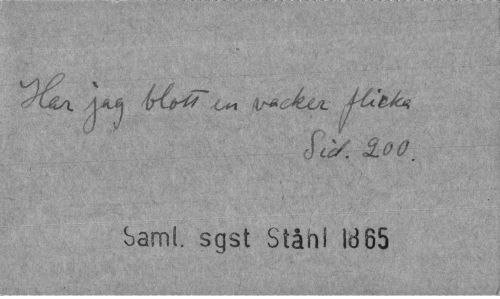 Har jag blott en vacker flicka
Sid. 200.
Saml. sgst Ståhl 1865